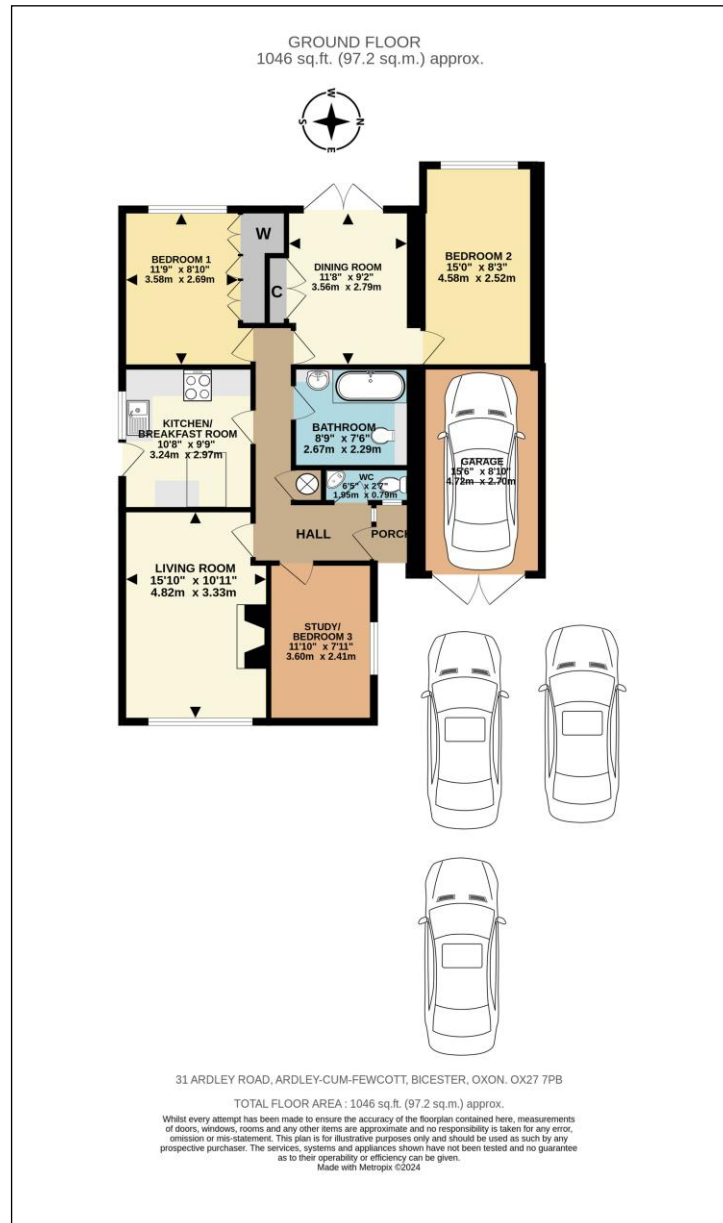 GROUND FLOOR
1046 sq.ft. (97.2 sq.m.) approx.
W
S
N
E
BEDROOM 1
11'9" x 8'10"
3.58m x 2.69m
W
C
DINING ROOM
11'8" x 9'2"
3.56m x 2.79m
BEDROOM 2
15'0" x 8'3"
4.58m x 2.52m
KITCHEN/
BREAKFAST ROOM
10'8" x 9'9"
3.24m x 2.97m
BATHROOM
8'9" x 7'6"
2.67m x 2.29m
WC
6'5" x 2'7"
1.95m x 0.79m
GARAGE
15'6" x 8'10"
4.72m x 2.70m
HALL
PORCH
LIVING ROOM
15'10" x 10'11"
4.82m x 3.33m
STUDY/
BEDROOM 3
11'10" x 7'11"
3.60m x 2.41m
31 ARDLEY ROAD, ARDLEY-CUM-FEWCOTT, BICESTER, OXON. OX27 7PB
TOTAL FLOOR AREA : 1046 sq.ft. (97.2 sq.m.) approx.
Whilst every attempt has been made to ensure the accuracy of the floorplan contained here, measurements
of doors, windows, rooms and any other items are approximate and no responsibility is taken for any error,
omission or mis-statement. This plan is for illustrative purposes only and should be used as such by any
prospective purchaser. The services, systems and appliances shown have not been tested and no guarantee
as to their operability or efficiency can be given.
Made with Metropix ©2024